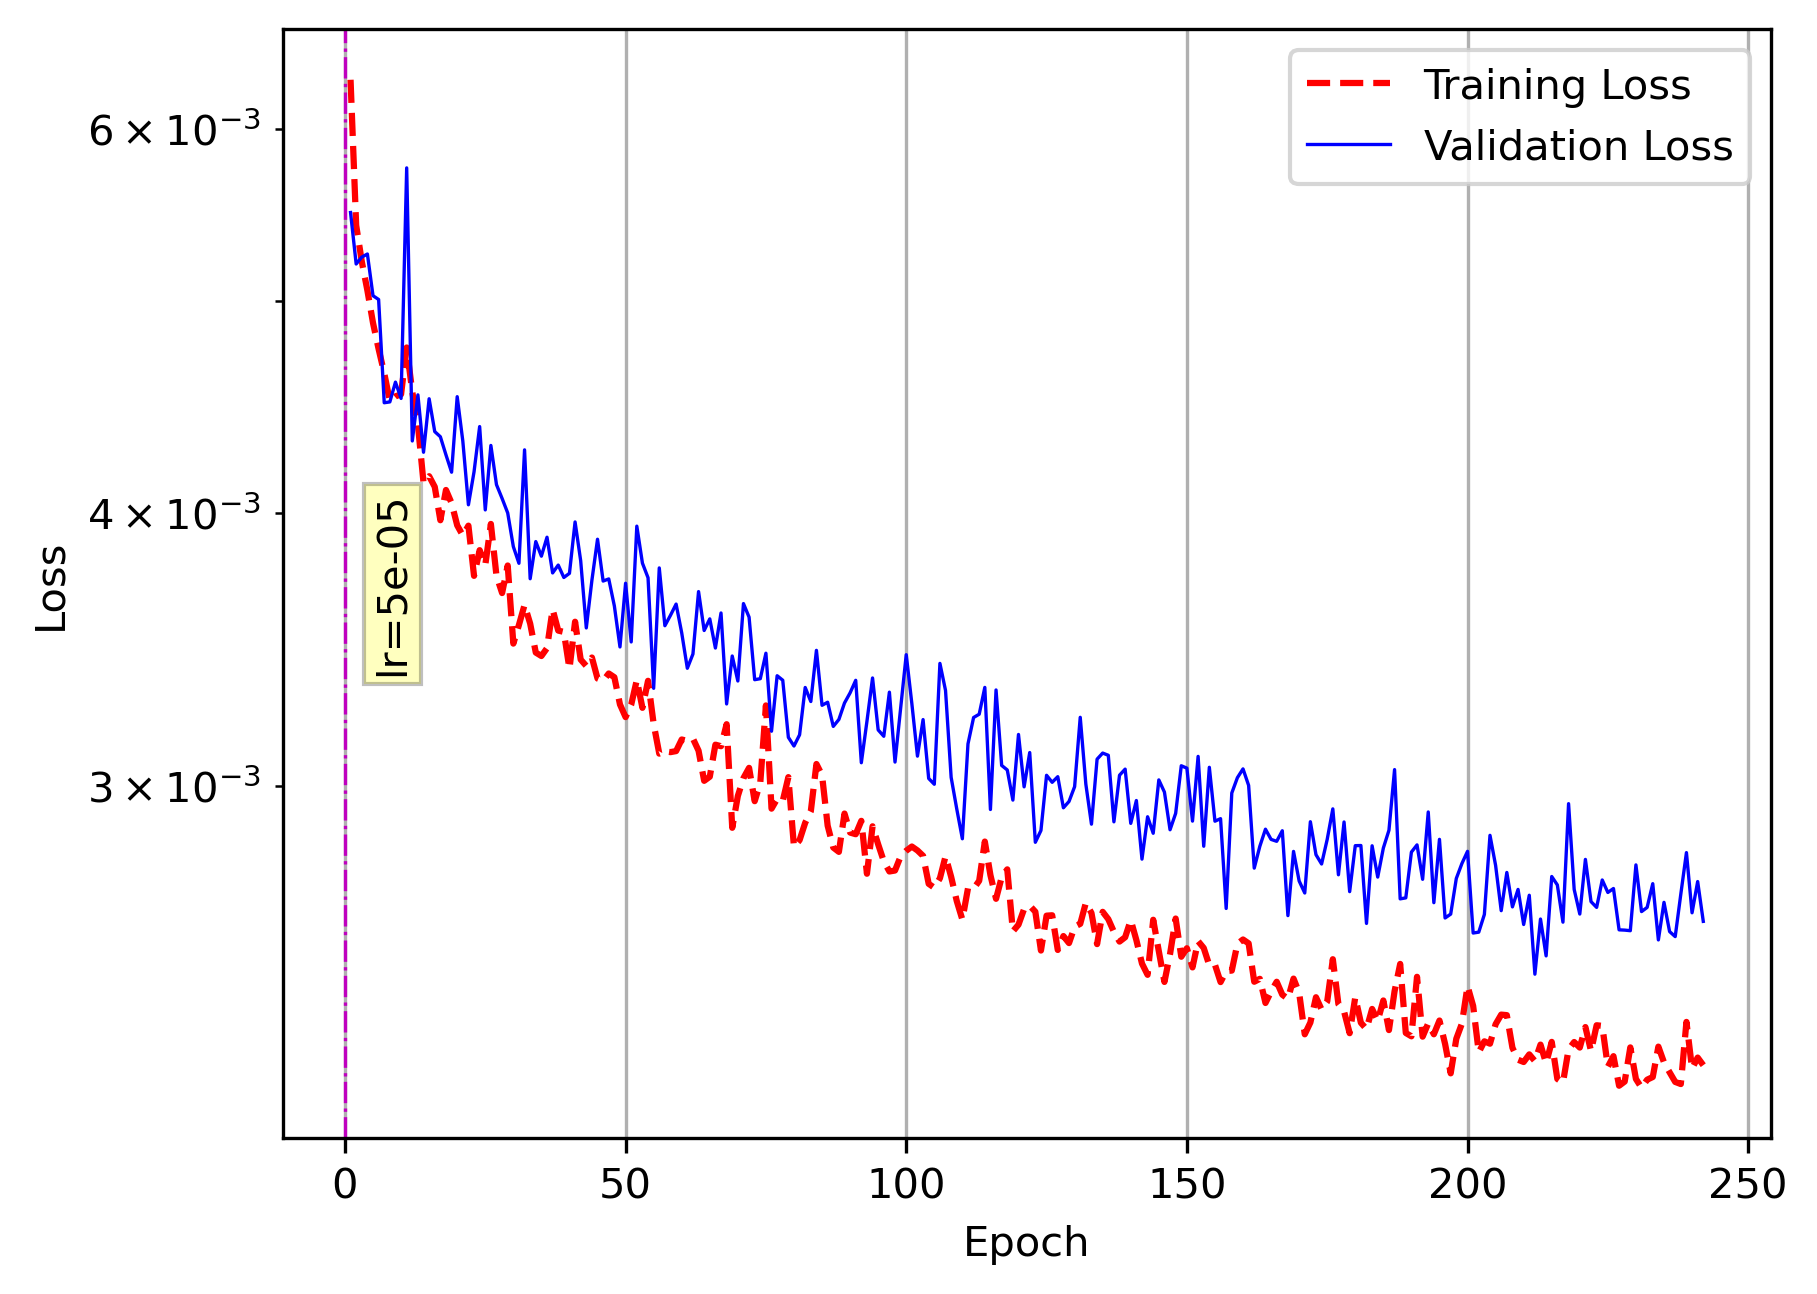 Training Loss
Validation Loss
6 × 10⁻³
4 × 10⁻³
3 × 10⁻³
Loss
lr=5e-05
0 50 100 150 200 250
Epoch